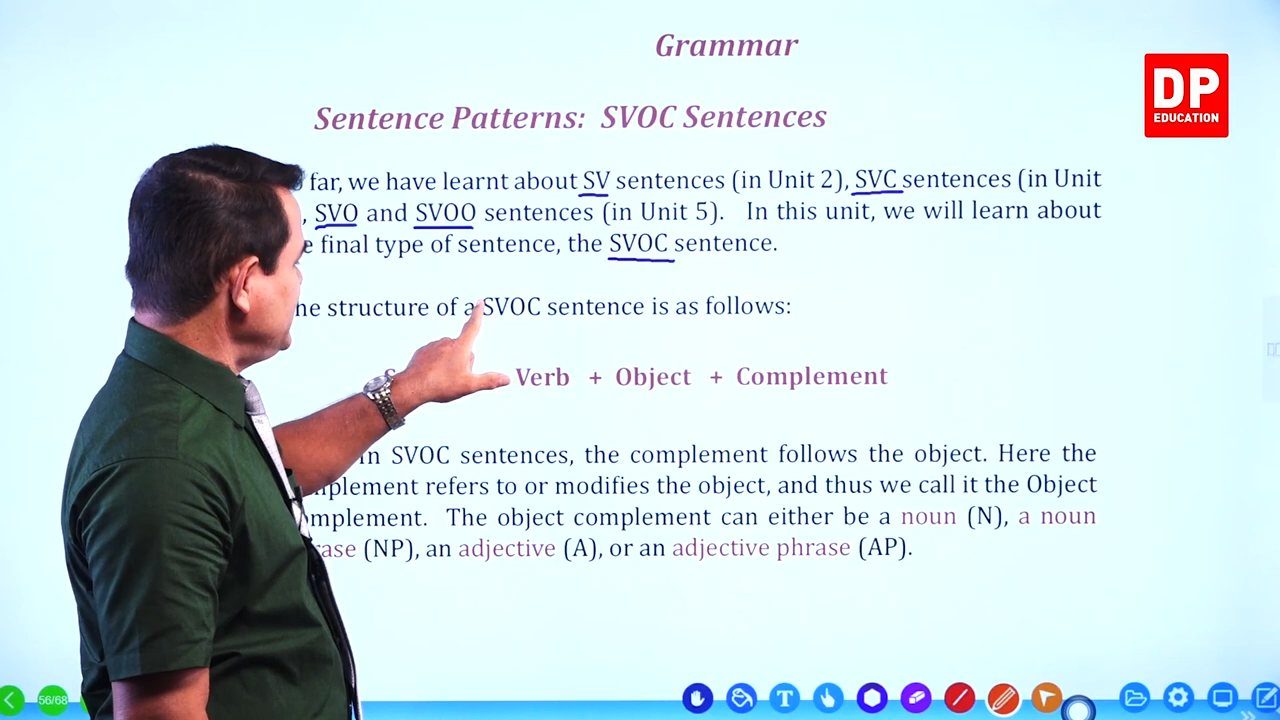 Grammar
DP
EDUCATION
Sentence Patterns: SVOC Sentences
far, we have learnt about SV sentences (in Unit 2), SVC sentences (in Unit
, SVO and SVOO sentences (in Unit 5). In this unit, we will learn about
final type of sentence, the SVOC sentence.
structure of a SVOC sentence is as follows:
Verb + Object + Complement
In SVOC sentences, the complement follows the object. Here the
refers to or modifies the object, and thus we call it the Object
The object complement can either be a noun (N), a noun
(NP), an adjective (A), or an adjective phrase (AP).
56/68
T